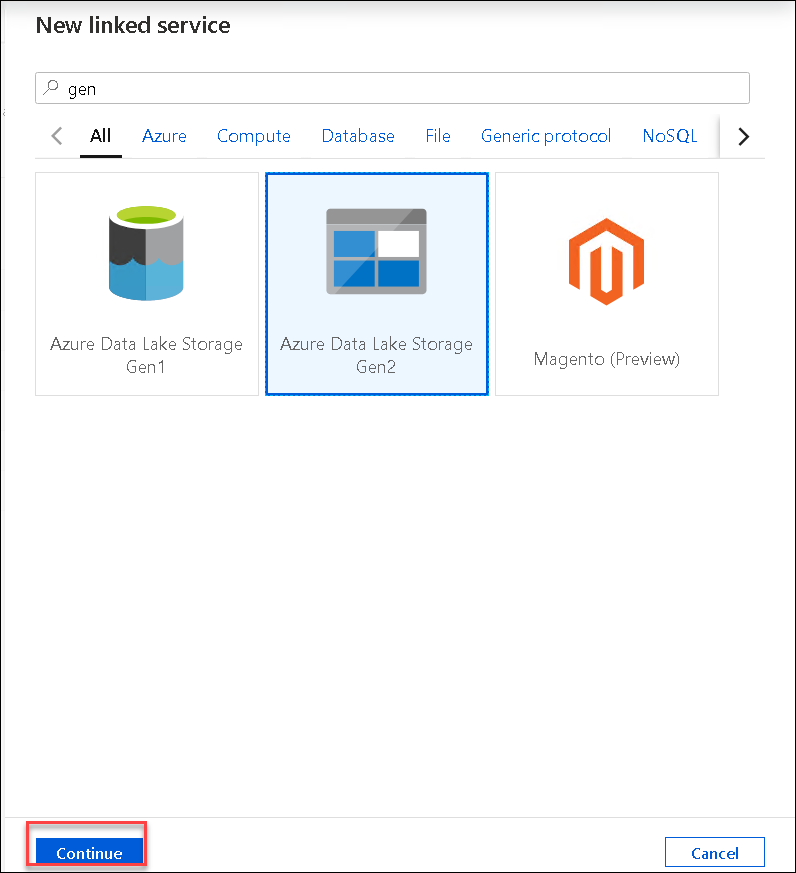 New linked service
gen
All Azure Compute Database File Generic protocol NoSQL
Azure Data Lake Storage
Gen1
Azure Data Lake Storage
Gen2
Magento (Preview)
Continue
Cancel